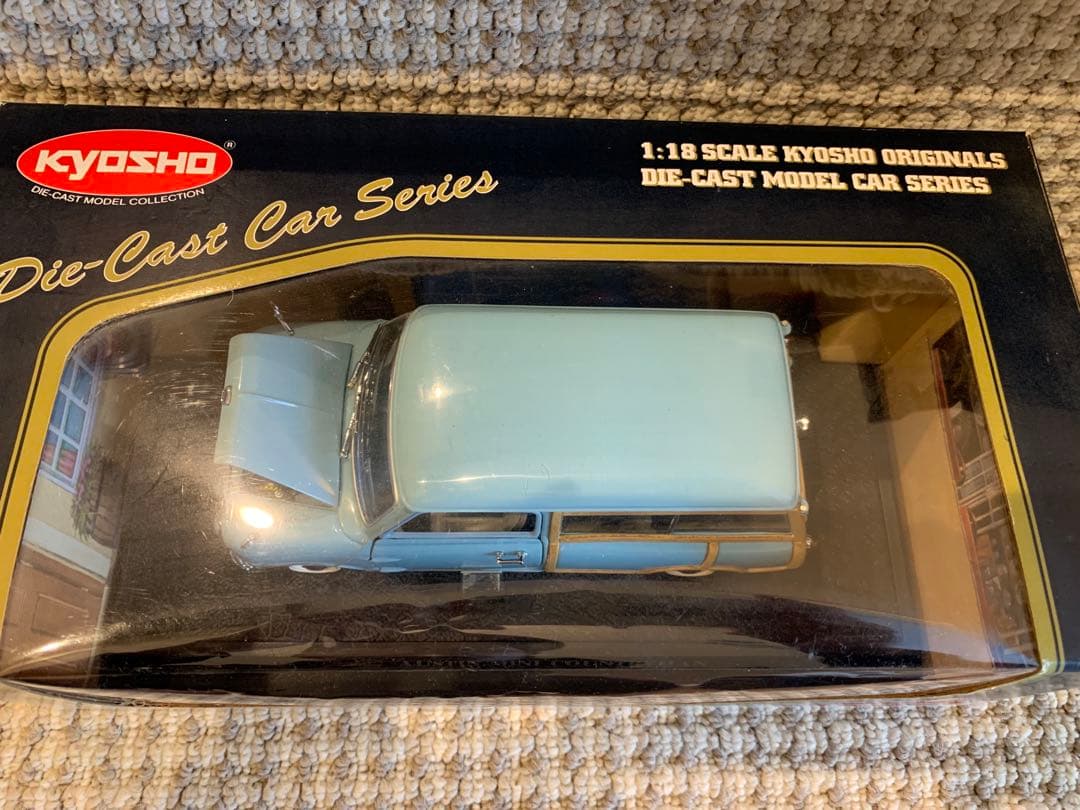 KYOSHO®
DIE-CAST MODEL COLLECTION
Die-Cast Car Series
1:18 SCALE KYOSHO ORIGINALS
DIE-CAST MODEL CAR SERIES